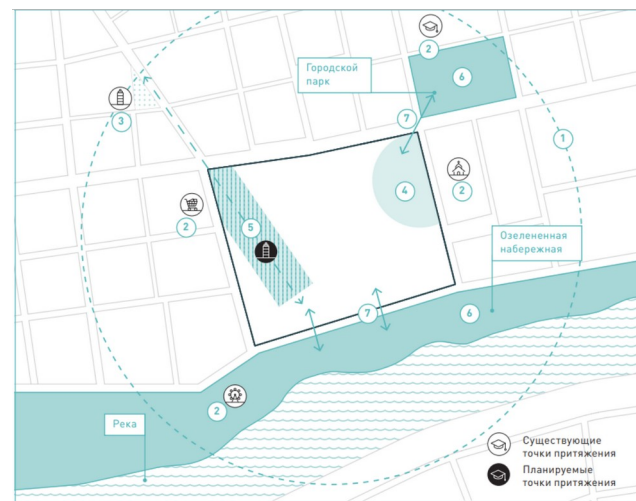 2
Городской
парк
6
3
7
1
4
2
2
5
Озелененная
набережная
7
6
2
Река
Существующие
точки притяжения
Планируемые
точки притяжения